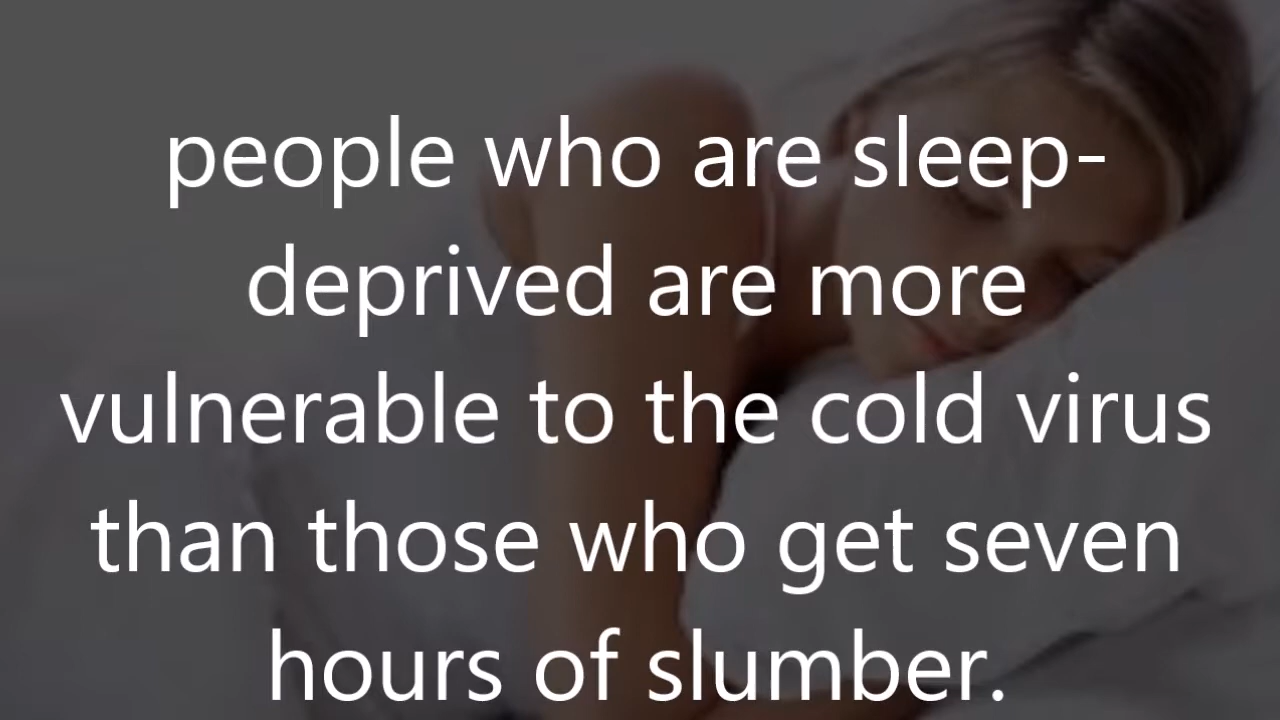 people who are sleep-
deprived are more
vulnerable to the cold virus
than those who get seven
hours of slumber.